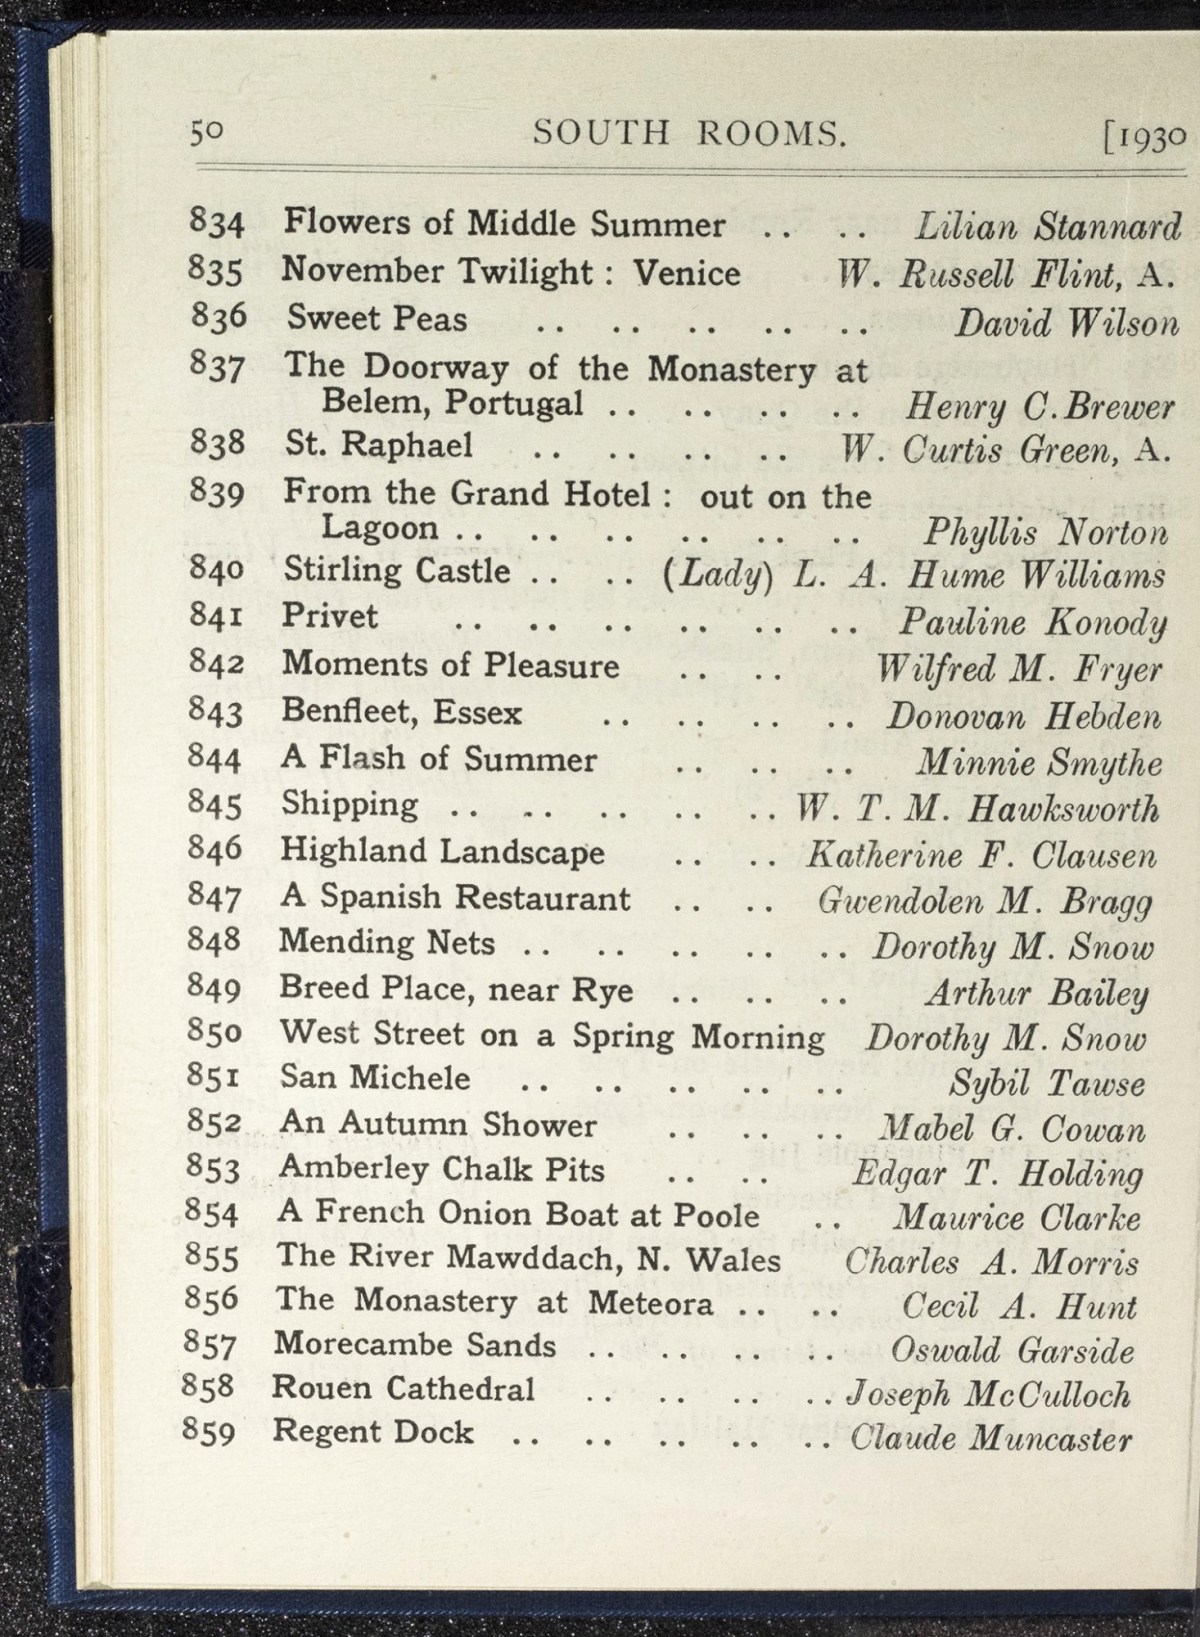 50 SOUTH ROOMS. [1930
834 Flowers of Middle Summer .. .. Lilian Stannard
835 November Twilight : Venice W. Russell Flint, A.
836 Sweet Peas .. .. .. .. .. David Wilson
837 The Doorway of the Monastery at
Belem, Portugal .. .. .. .. Henry C. Brewer
838 St. Raphael .. .. .. .. W. Curtis Green, A.
839 From the Grand Hotel : out on the
Lagoon .. .. .. .. .. .. Phyllis Norton
840 Stirling Castle .. .. (Lady) L. A. Hume Williams
841 Privet .. .. .. .. .. .. Pauline Konody
842 Moments of Pleasure .. .. Wilfred M. Fryer
843 Benfleet, Essex .. .. .. .. Donovan Hebden
844 A Flash of Summer .. .. .. Minnie Smythe
845 Shipping .. .. .. .. .. W. T. M. Hawksworth
846 Highland Landscape .. .. Katherine F. Clausen
847 A Spanish Restaurant .. .. Gwendolen M. Bragg
848 Mending Nets .. .. .. .. .. Dorothy M. Snow
849 Breed Place, near Rye .. .. .. Arthur Bailey
850 West Street on a Spring Morning Dorothy M. Snow
851 San Michele .. .. .. .. .. Sybil Tawse
852 An Autumn Shower .. .. .. Mabel G. Cowan
853 Amberley Chalk Pits .. .. Edgar T. Holding
854 A French Onion Boat at Poole .. Maurice Clarke
855 The River Mawddach, N. Wales Charles A. Morris
856 The Monastery at Meteora .. .. Cecil A. Hunt
857 Morecambe Sands .. .. .. .. Oswald Garside
858 Rouen Cathedral .. .. .. .. Joseph McCulloch
859 Regent Dock .. .. .. .. .. Claude Muncaster